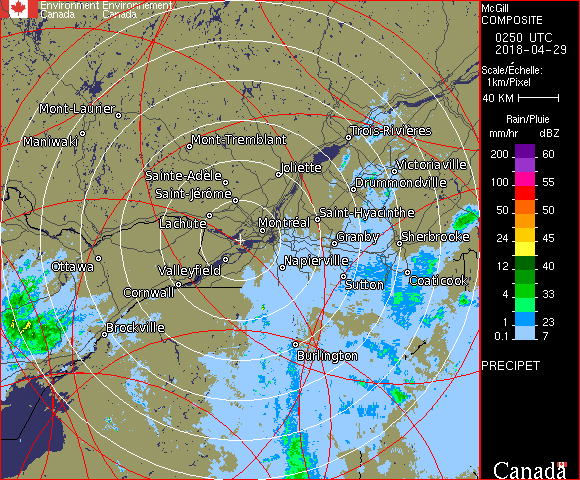 Environment Environnement
Canada Canada
McGill
COMPOSITE
0250 UTC
2018-04-29
Scale/Échelle:
1km/Pixel
40 KM
Rain/Pluie
mm/hr dBZ
200 60
100 55
50 50
24 45
12 40
4 33
1 23
0.1 7
PRECIPET
Canada
Mont-Laurier
Maniwaki
Mont-Tremblant
Trois-Rivières
Sainte-Adèle
Joliette
Victoriaville
Saint-Jérôme
Drummondville
Lachute
Montréal
Saint-Hyacinthe
Granby
Sherbrooke
Ottawa
Valleyfield
Napierville
Cornwall
Sutton
Coaticook
Brockville
Burlington